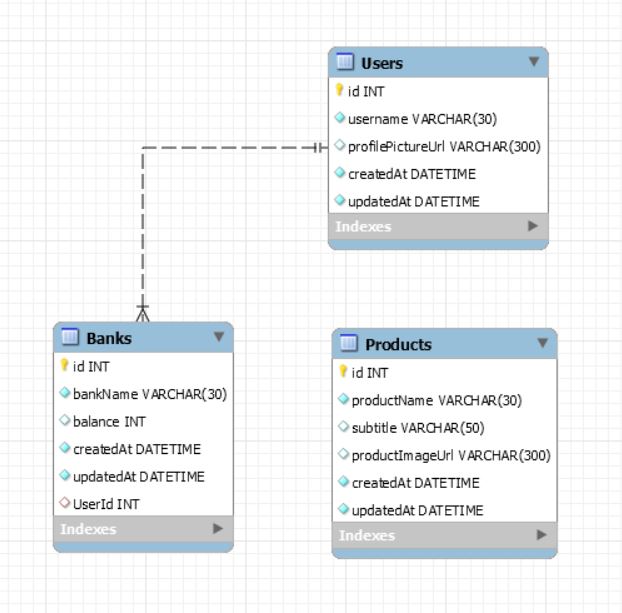 Users
id INT
username VARCHAR(30)
profilePictureUrl VARCHAR(300)
createdAt DATETIME
updatedAt DATETIME
Indexes
Banks
id INT
bankName VARCHAR(30)
balance INT
createdAt DATETIME
updatedAt DATETIME
UserId INT
Indexes
Products
id INT
productName VARCHAR(30)
subtitle VARCHAR(50)
productImageUrl VARCHAR(300)
createdAt DATETIME
updatedAt DATETIME
Indexes